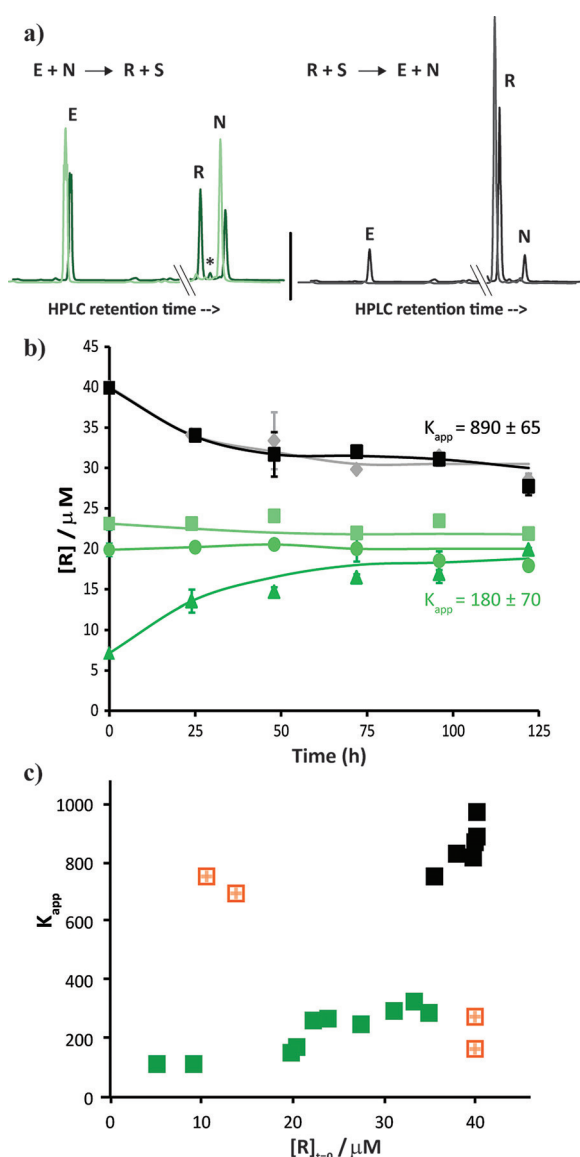 a)
E + N → R + S
R + S → E + N
E
R
*
N
E
R
N
HPLC retention time -->
HPLC retention time -->
b)
45
40
35
30
25
20
15
10
5
0
[R] / μM
K_app = 890 ± 65
K_app = 180 ± 70
0
25
50
75
100
125
Time (h)
c)
1000
800
600
400
200
0
K_app
0
10
20
30
40
[R]_t=0 / μM